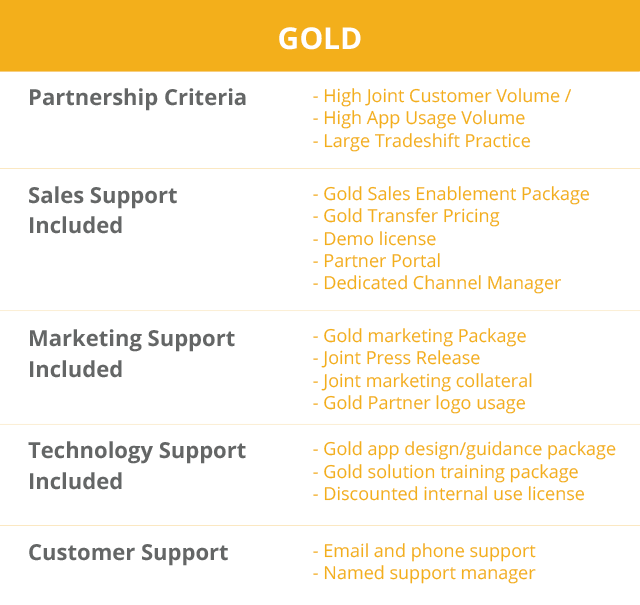 GOLD
Partnership Criteria
- High Joint Customer Volume /
- High App Usage Volume
- Large Tradeshift Practice
Sales Support
Included
- Gold Sales Enablement Package
- Gold Transfer Pricing
- Demo license
- Partner Portal
- Dedicated Channel Manager
Marketing Support
Included
- Gold marketing Package
- Joint Press Release
- Joint marketing collateral
- Gold Partner logo usage
Technology Support
Included
- Gold app design/guidance package
- Gold solution training package
- Discounted internal use license
Customer Support
- Email and phone support
- Named support manager